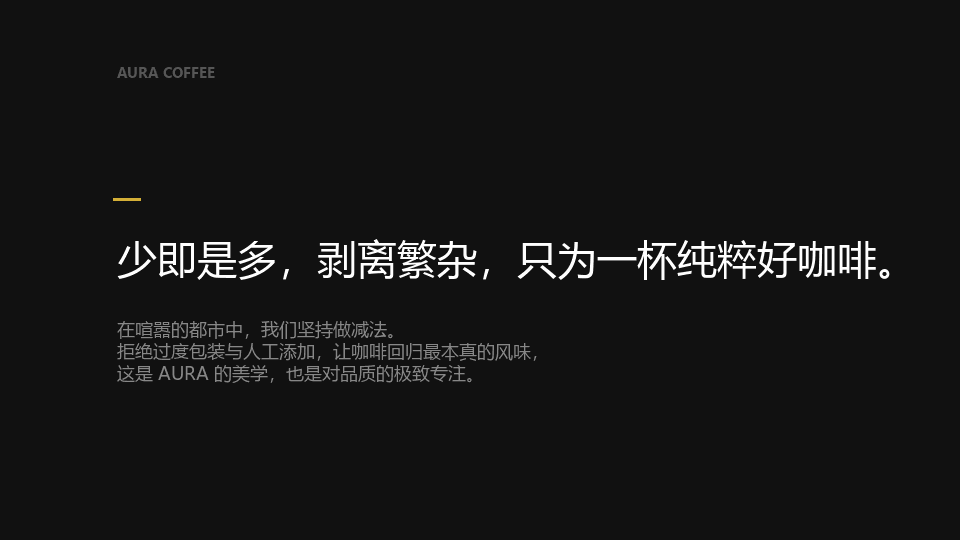 AURA COFFEE
少即是多，剥离繁杂，只为一杯纯粹好咖啡。
在喧嚣的都市中，我们坚持做减法。
拒绝过度包装与人工添加，让咖啡回归最本真的风味，
这是 AURA 的美学，也是对品质的极致专注。